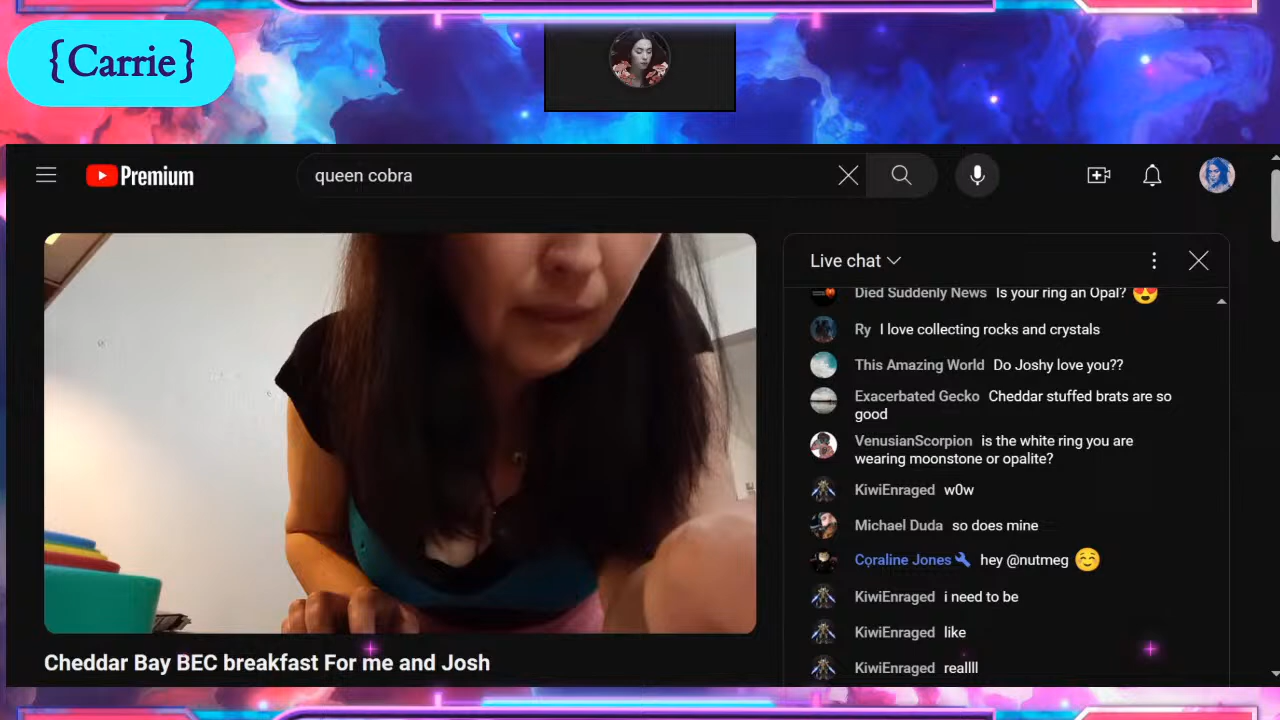 {Carrie}
Premium
queen cobra
Live chat
Died Suddenly News Is your ring an Opal?
Ry I love collecting rocks and crystals
This Amazing World Do Joshy love you??
Exacerbated Gecko Cheddar stuffed brats are so
good
VenusianScorpion is the white ring you are
wearing moonstone or opalite?
KiwiEnraged w0w
Michael Duda so does mine
Coraline Jones hey @nutmeg
KiwiEnraged i need to be
KiwiEnraged like
KiwiEnraged reallll
Cheddar Bay BEC breakfast For me and Josh